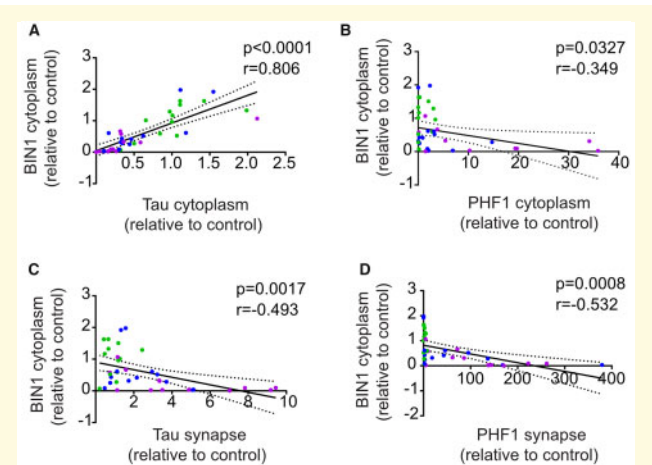 A
p<0.0001
r=0.806
BIN1 cytoplasm
(relative to control)
3
2
1
0
-1
0.5
1.0
1.5
2.0
2.5
Tau cytoplasm
(relative to control)
B
p=0.0327
r=-0.349
BIN1 cytoplasm
(relative to control)
3
2
1
0
-1
10
20
30
40
PHF1 cytoplasm
(relative to control)
C
p=0.0017
r=-0.493
BIN1 cytoplasm
(relative to control)
3
2
1
0
-1
2
4
6
8
10
Tau synapse
(relative to control)
D
p=0.0008
r=-0.532
BIN1 cytoplasm
(relative to control)
3
2
1
0
-1
-2
100
200
300
400
PHF1 synapse
(relative to control)